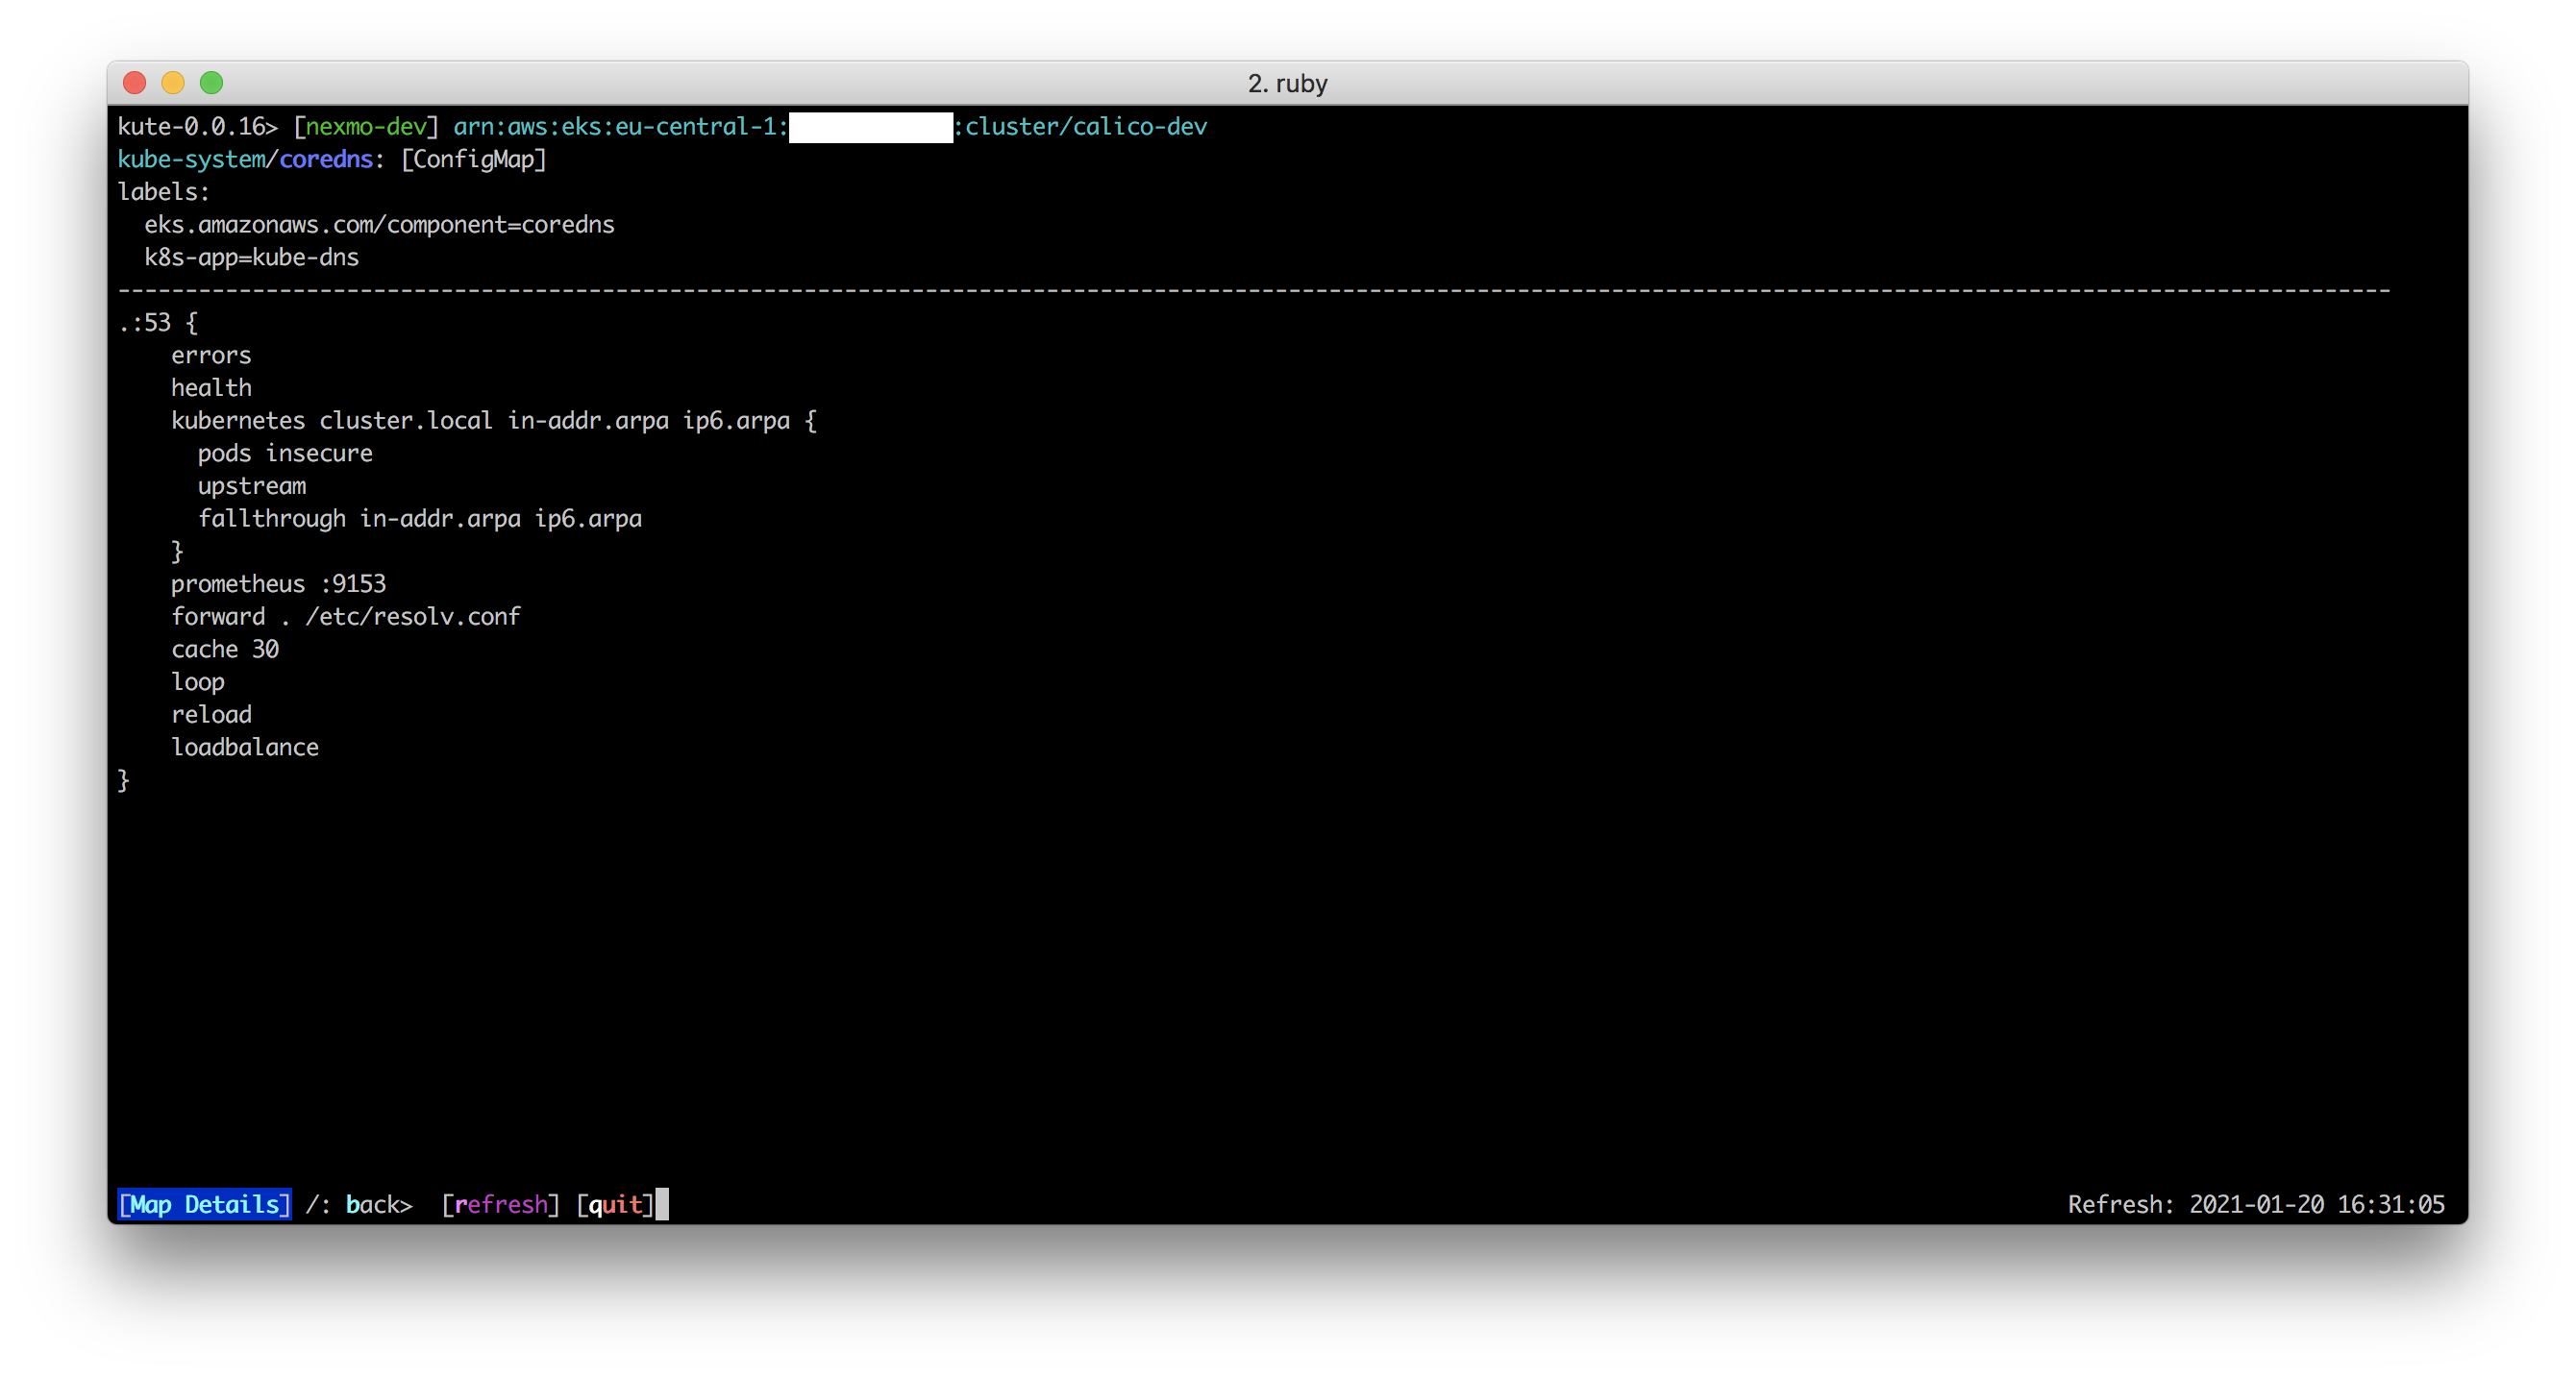 2. ruby
kute-0.0.16> [nexmo-dev] arn:aws:eks:eu-central-1: :cluster/calico-dev
kube-system/coredns: [ConfigMap]
labels:
  eks.amazonaws.com/component=coredns
  k8s-app=kube-dns
-------------------------------------------------------------------------------------------------------------------------------------------------------------------------
.:53 {
    errors
    health
    kubernetes cluster.local in-addr.arpa ip6.arpa {
      pods insecure
      upstream
      fallthrough in-addr.arpa ip6.arpa
    }
    prometheus :9153
    forward . /etc/resolv.conf
    cache 30
    loop
    reload
    loadbalance
}
[Map Details] /: back>  [refresh] [quit] Refresh: 2021-01-20 16:31:05